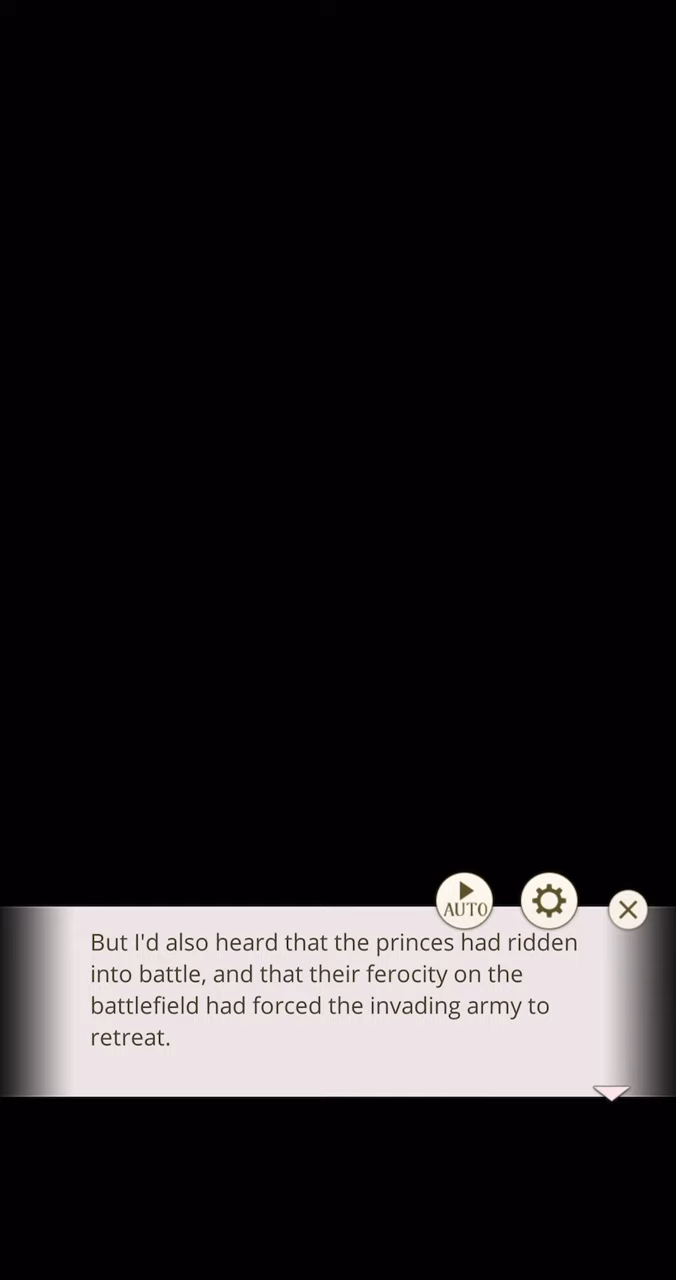 AUTO
But I'd also heard that the princes had ridden
into battle, and that their ferocity on the
battlefield had forced the invading army to
retreat.